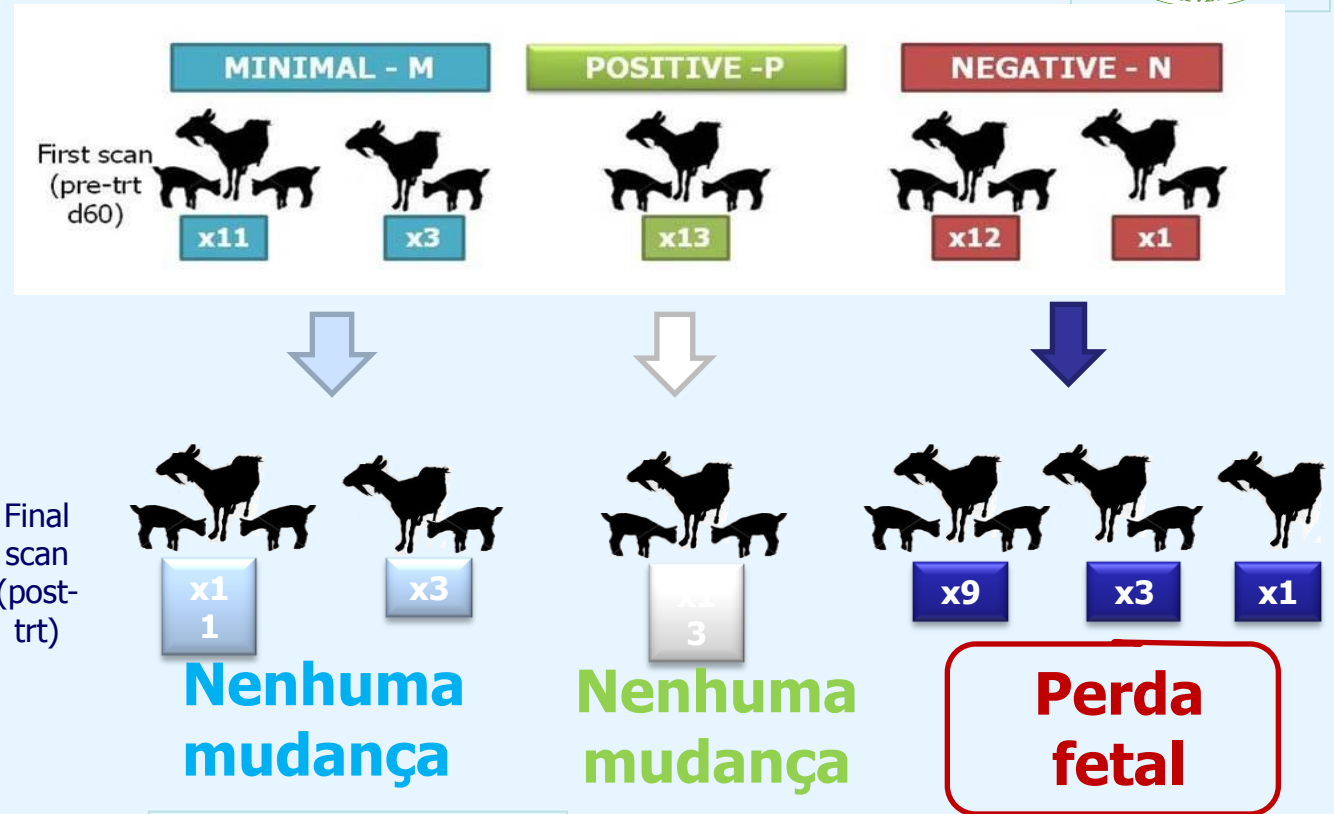 MINIMAL - M
POSITIVE -P
NEGATIVE - N
First scan
(pre-trt
d60)
x11
x3
x13
x12
x1
Final
scan
(post-
trt)
x1
1
x3
x1
3
x9
x3
x1
Nenhuma
mudança
Nenhuma
mudança
Perda
fetal